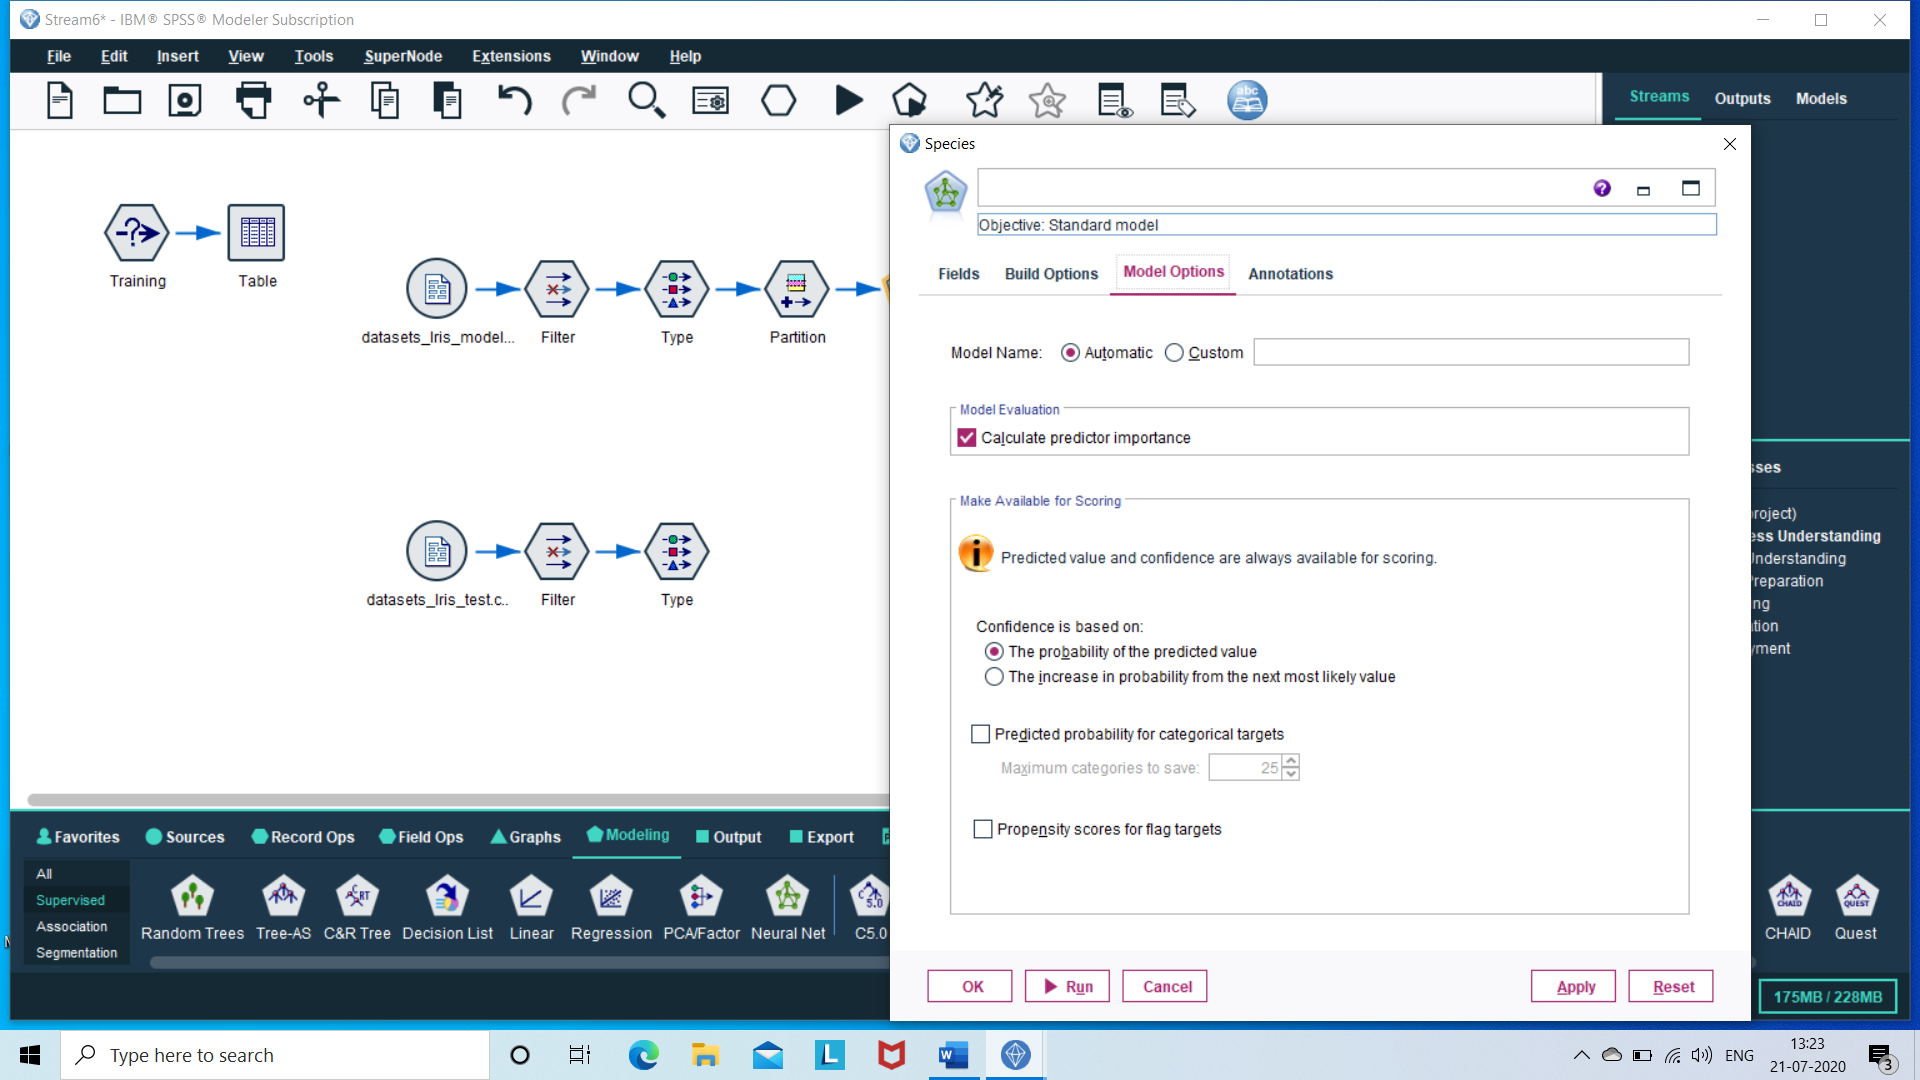 Stream6* - IBM® SPSS® Modeler Subscription
File Edit Insert View Tools SuperNode Extensions Window Help
abc
Streams Outputs Models
Species
Objective: Standard model
Fields Build Options Model Options Annotations
Model Name: Automatic Custom
Model Evaluation
Calculate predictor importance
Make Available for Scoring
Predicted value and confidence are always available for scoring.
Confidence is based on:
The probability of the predicted value
The increase in probability from the next most likely value
Predicted probability for categorical targets
Maximum categories to save: 25
Propensity scores for flag targets
OK Run Cancel Apply Reset
Training Table
datasets_Iris_model... Filter Type Partition
datasets_Iris_test.c.. Filter Type
sses
roject)
ess Understanding
Understanding
reparation
ng
tion
yment
Favorites Sources Record Ops Field Ops Graphs Modeling Output Export
All
Supervised
Association
Segmentation
C&RT C5.0 CHAID QUEST
Random Trees Tree-AS C&R Tree Decision List Linear Regression PCA/Factor Neural Net C5.0 CHAID Quest
175MB / 228MB
Type here to search
L
W
ENG
13:23
21-07-2020
3